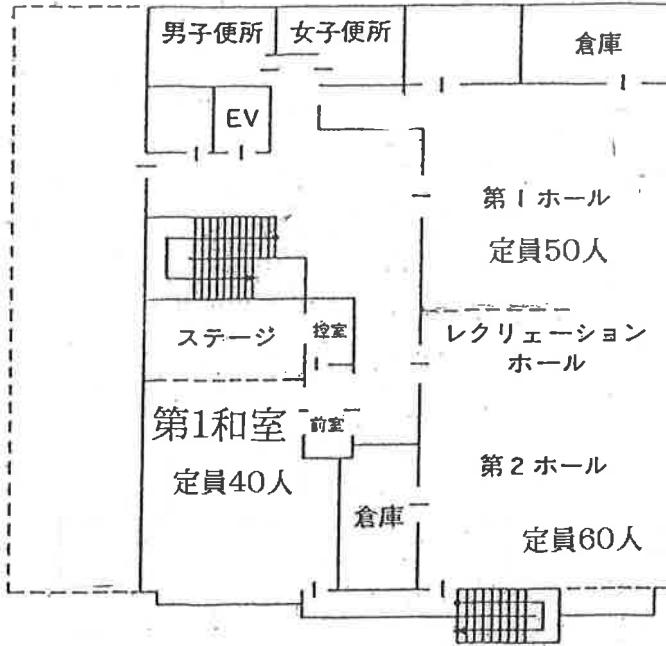 男子便所
女子便所
倉庫
EV
第1ホール
定員50人
ステージ
控室
レクリェーション
ホール
第1和室
前室
定員40人
第2ホール
倉庫
定員60人